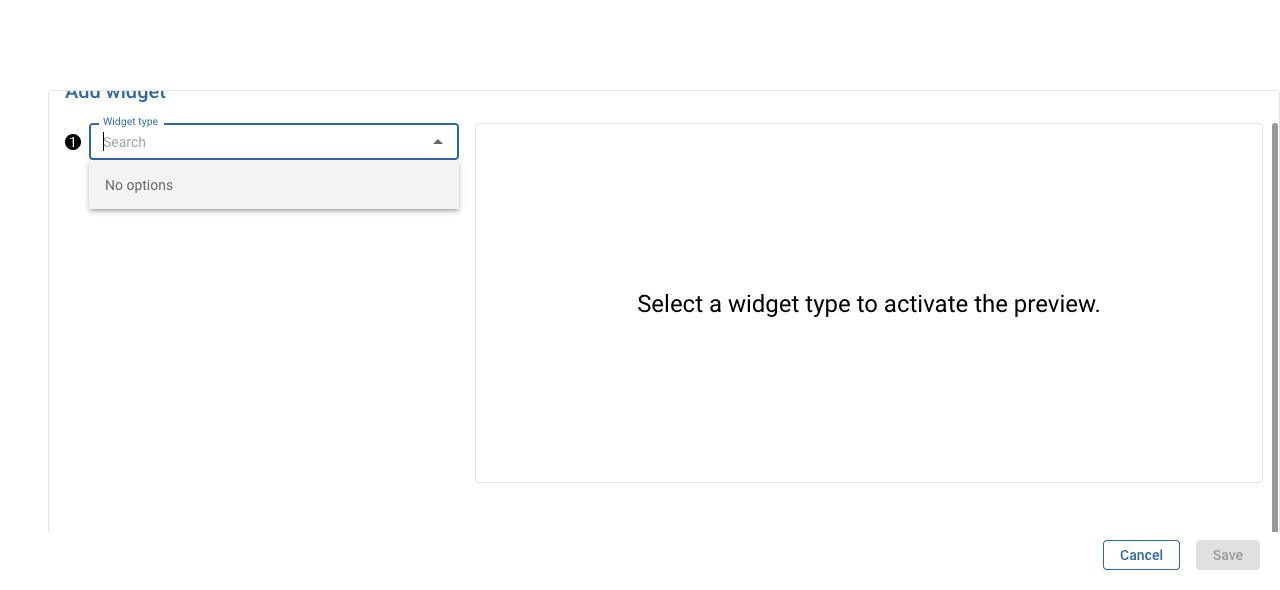 Add widget
Widget type
1
Search
No options
Select a widget type to activate the preview.
Cancel
Save